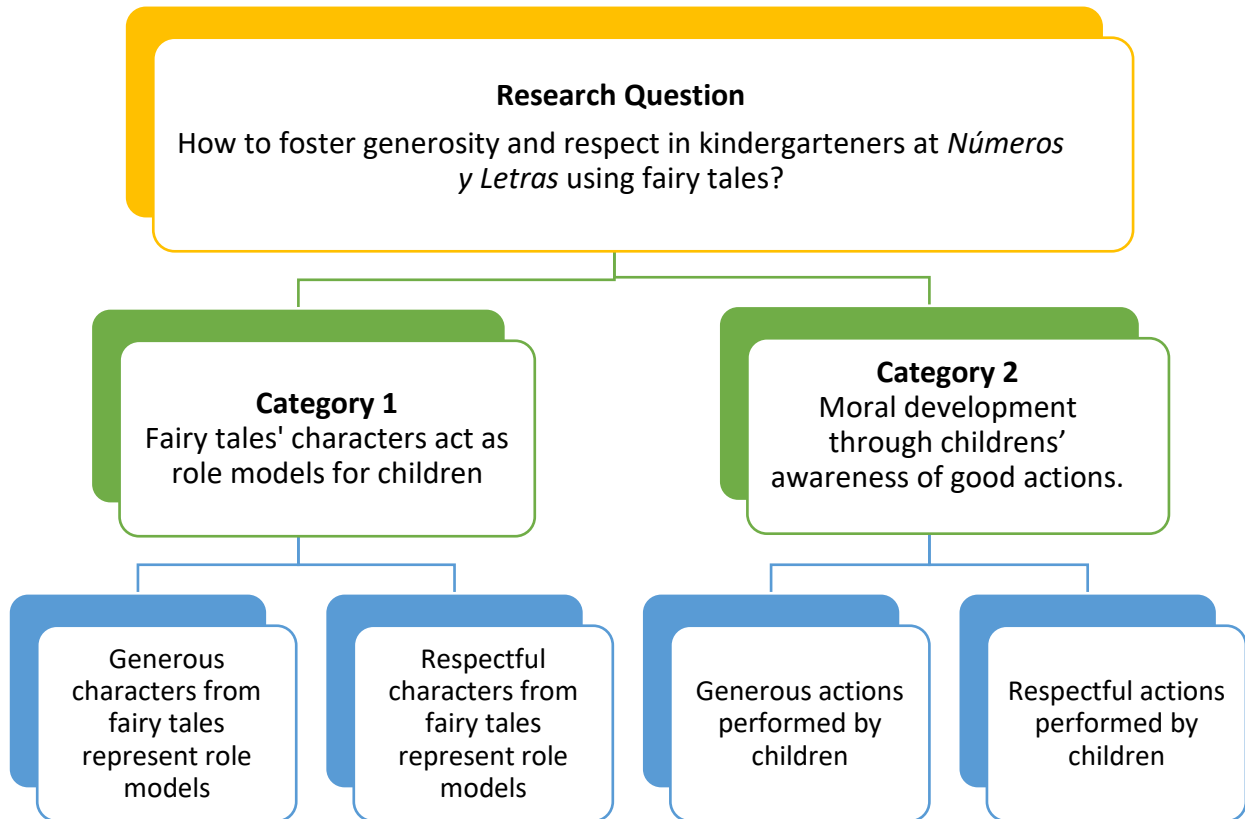 Research Question
How to foster generosity and respect in kindergarteners at Números
y Letras using fairy tales?
Category 1
Fairy tales' characters act as
role models for children
Category 2
Moral development
through childrens’
awareness of good actions.
Generous
characters from
fairy tales
represent role
models
Respectful
characters from
fairy tales
represent role
models
Generous actions
performed by
children
Respectful actions
performed by
children